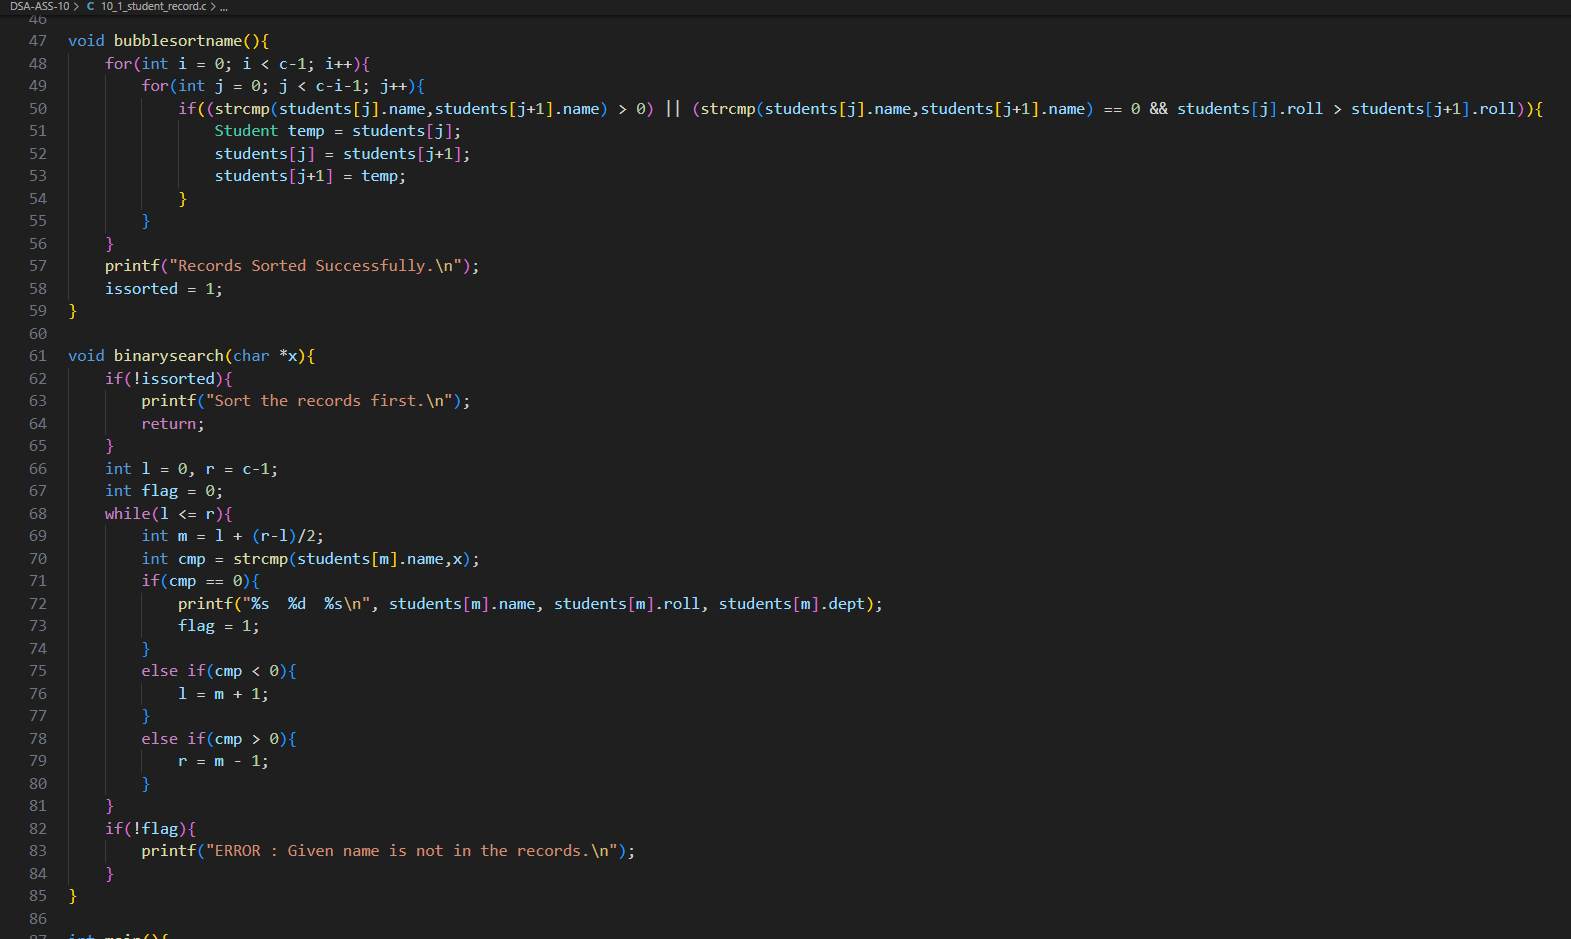 DSA-ASS-10 > C 10_1_student_record.c > ...
46
47 void bubblesortname(){
48     for(int i = 0; i < c-1; i++){
49         for(int j = 0; j < c-i-1; j++){
50             if((strcmp(students[j].name,students[j+1].name) > 0) || (strcmp(students[j].name,students[j+1].name) == 0 && students[j].roll > students[j+1].roll)){
51                 Student temp = students[j];
52                 students[j] = students[j+1];
53                 students[j+1] = temp;
54             }
55         }
56     }
57     printf("Records Sorted Successfully.\n");
58     issorted = 1;
59 }
60
61 void binarysearch(char *x){
62     if(!issorted){
63         printf("Sort the records first.\n");
64         return;
65     }
66     int l = 0, r = c-1;
67     int flag = 0;
68     while(l <= r){
69         int m = l + (r-l)/2;
70         int cmp = strcmp(students[m].name,x);
71         if(cmp == 0){
72             printf("%s  %d  %s\n", students[m].name, students[m].roll, students[m].dept);
73             flag = 1;
74         }
75         else if(cmp < 0){
76             l = m + 1;
77         }
78         else if(cmp > 0){
79             r = m - 1;
80         }
81     }
82     if(!flag){
83         printf("ERROR : Given name is not in the records.\n");
84     }
85 }
86
87 int main(){